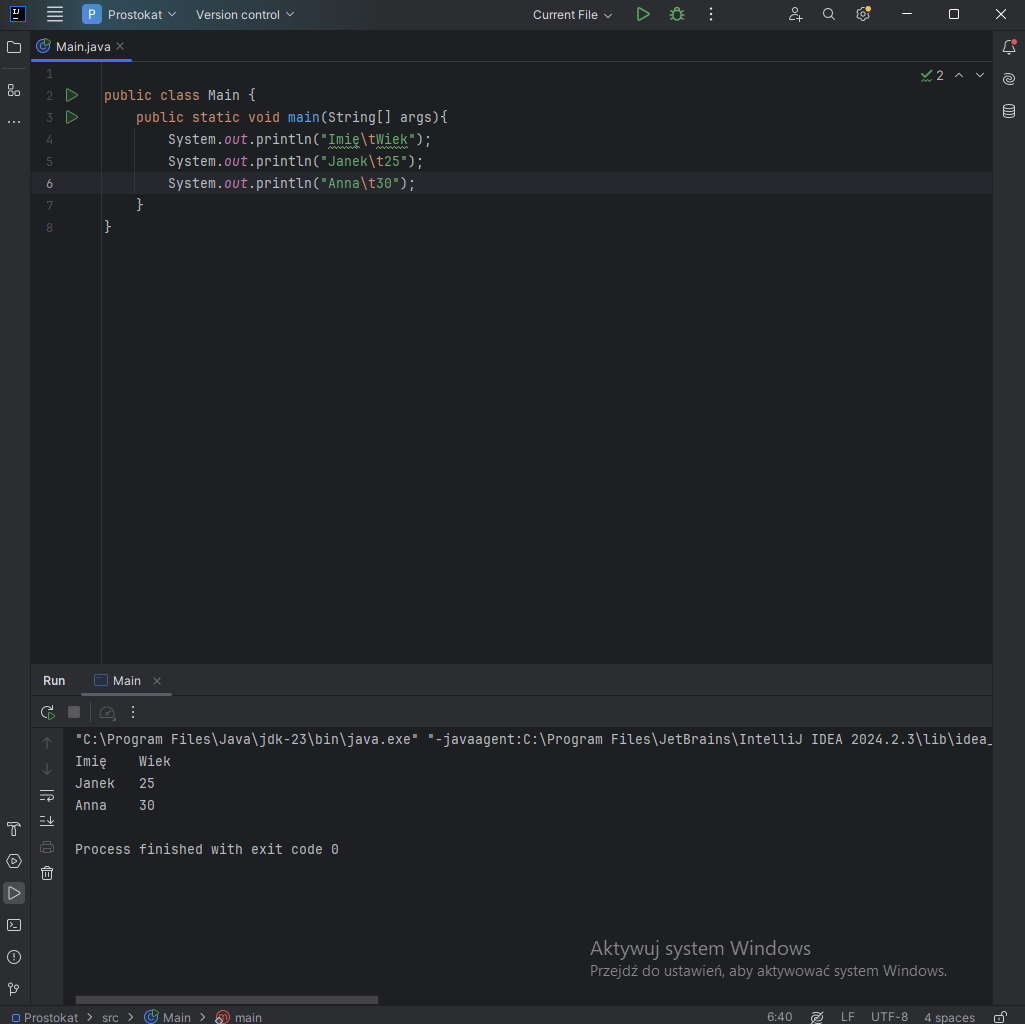 P Prostokat Version control Current File
Main.java
2
1
2 public class Main {
3 public static void main(String[] args){
4 System.out.println("Imię\tWiek");
5 System.out.println("Janek\t25");
6 System.out.println("Anna\t30");
7 }
8 }
Run Main
"C:\Program Files\Java\jdk-23\bin\java.exe" "-javaagent:C:\Program Files\JetBrains\IntelliJ IDEA 2024.2.3\lib\idea_
Imię Wiek
Janek 25
Anna 30
Process finished with exit code 0
Aktywuj system Windows
Przejdź do ustawień, aby aktywować system Windows.
Prostokat > src > Main > main 6:40 LF UTF-8 4 spaces